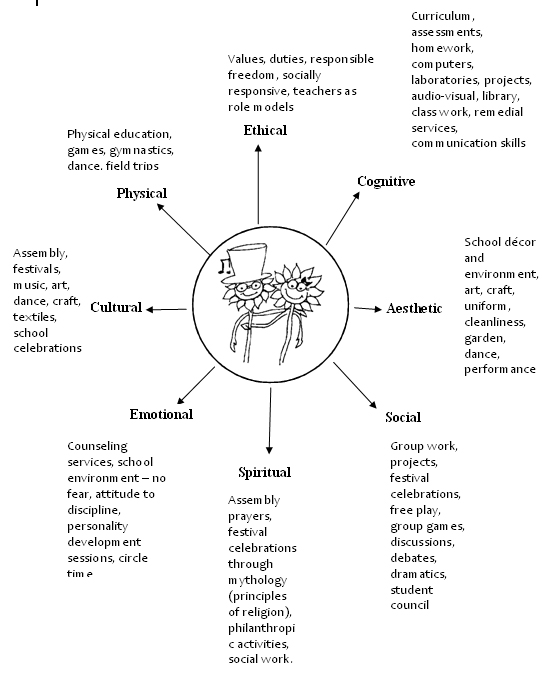 Values, duties, responsible
freedom, socially
responsive, teachers as
role models
Ethical
Curriculum,
assessments,
homework,
computers,
laboratories, projects,
audio-visual, library,
class work, remedial
services,
communication skills
Cognitive
Physical education,
games, gymnastics,
dance, field trips
Physical
Assembly,
festivals,
music, art,
dance, craft,
textiles,
school
celebrations
Cultural
School décor
and
environment,
art, craft,
uniform,
cleanliness,
garden,
dance,
performance
Aesthetic
Emotional
Counseling
services, school
environment – no
fear, attitude to
discipline,
personality
development
sessions, circle
time
Spiritual
Assembly
prayers,
festival
celebrations
through
mythology
(principles
of religion),
philanthropi
c activities,
social work.
Social
Group work,
projects,
festival
celebrations,
free play,
group games,
discussions,
debates,
dramatics,
student
council